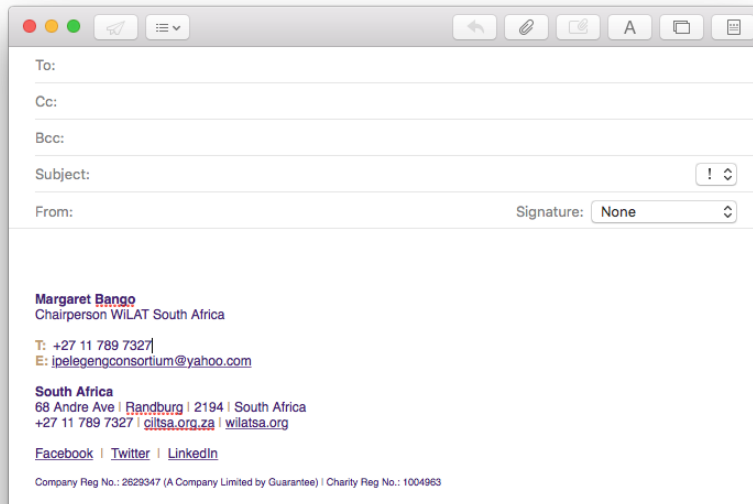 To:
Cc:
Bcc:
Subject:
!
From:
Signature: None
A
Margaret Bango
Chairperson WiLAT South Africa
T: +27 11 789 7327
E: ipelegengconsortium@yahoo.com
South Africa
68 Andre Ave | Randburg | 2194 | South Africa
+27 11 789 7327 | ciltsa.org.za | wilatsa.org
Facebook | Twitter | LinkedIn
Company Reg No.: 2629347 (A Company Limited by Guarantee) | Charity Reg No.: 1004963